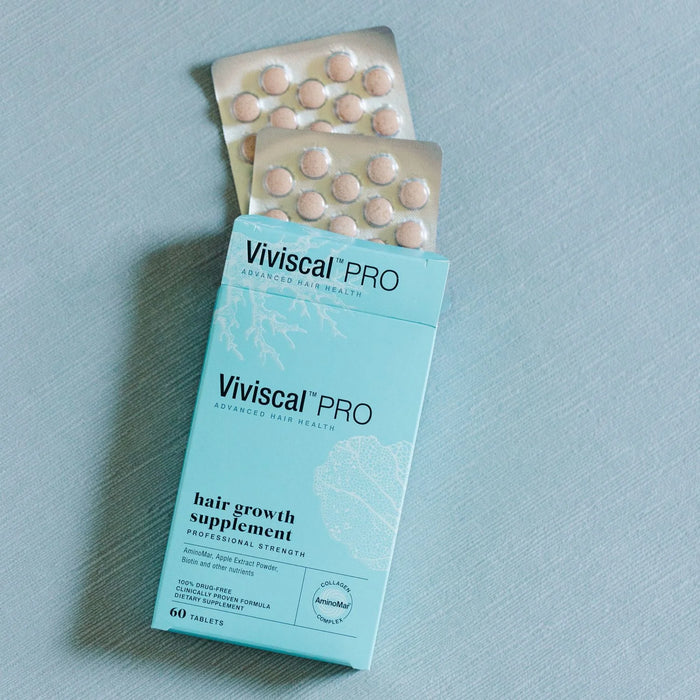 Viviscal™ PRO
ADVANCED HAIR HEALTH
Viviscal™ PRO
ADVANCED HAIR HEALTH
hair growth
supplement
PROFESSIONAL STRENGTH
AminoMar, Apple Extract Powder,
Biotin and other nutrients
100% DRUG-FREE
CLINICALLY PROVEN FORMULA
DIETARY SUPPLEMENT
60 TABLETS
COLLAGEN
AminoMar
COMPLEX